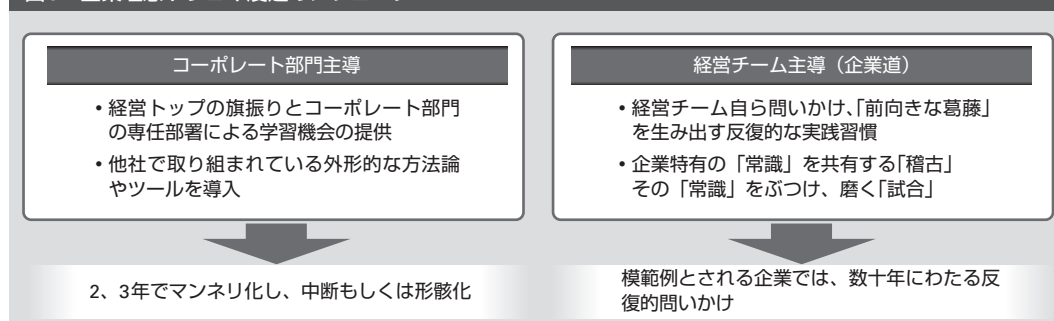 コーポレート部門主導
・経営トップの旗振りとコーポレート部門
の専任部署による学習機会の提供
・他社で取り組まれている外形的な方法論
やツールを導入
2、3年でマンネリ化し、中断もしくは形骸化
経営チーム主導（企業道）
・経営チーム自ら問いかけ、「前向きな葛藤」
を生み出す反復的な実践習慣
・企業特有の「常識」を共有する「稽古」
その「常識」をぶつけ、磨く「試合」
模範例とされる企業では、数十年にわたる反
復的問いかけ